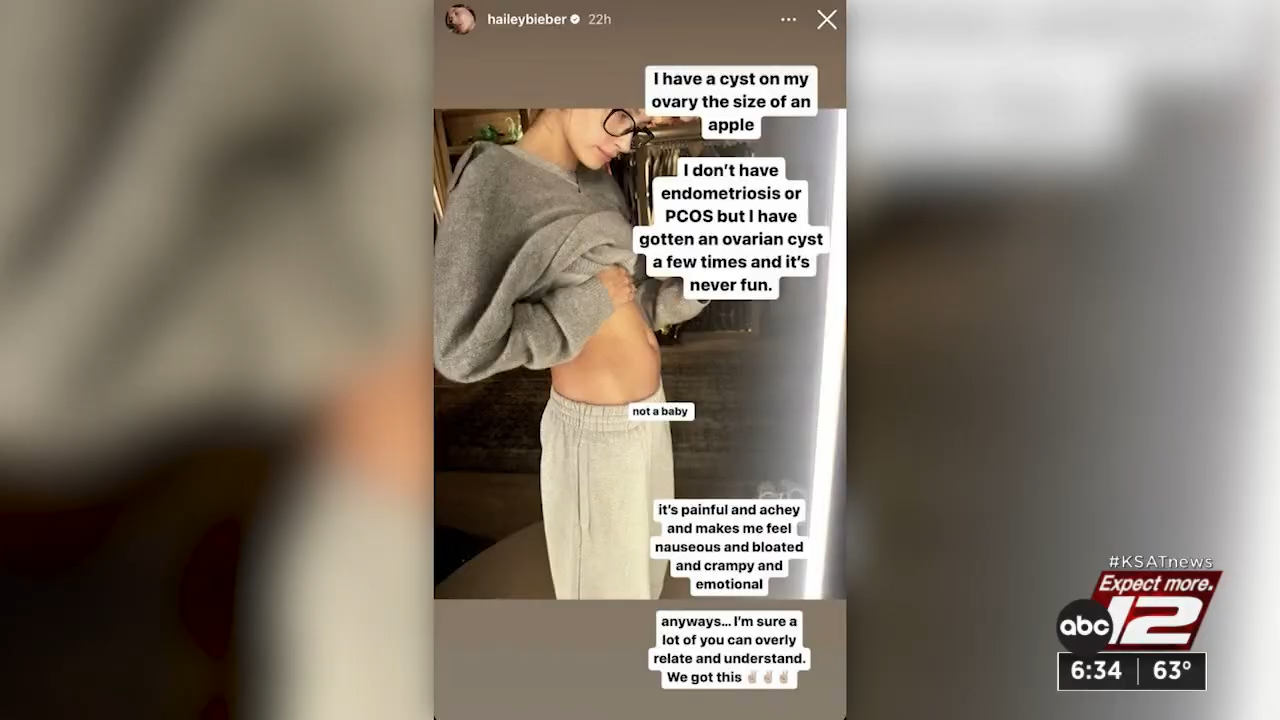 haileybieber 22h
I have a cyst on my
ovary the size of an
apple
I don't have
endometriosis or
PCOS but I have
gotten an ovarian cyst
a few times and it's
never fun.
not a baby
it's painful and achey
and makes me feel
nauseous and bloated
and crampy and
emotional
anyways... I'm sure a
lot of you can overly
relate and understand.
We got this ✌🏼✌🏼✌🏼
#KSATnews
Expect more.
abc 12
6:34 63°